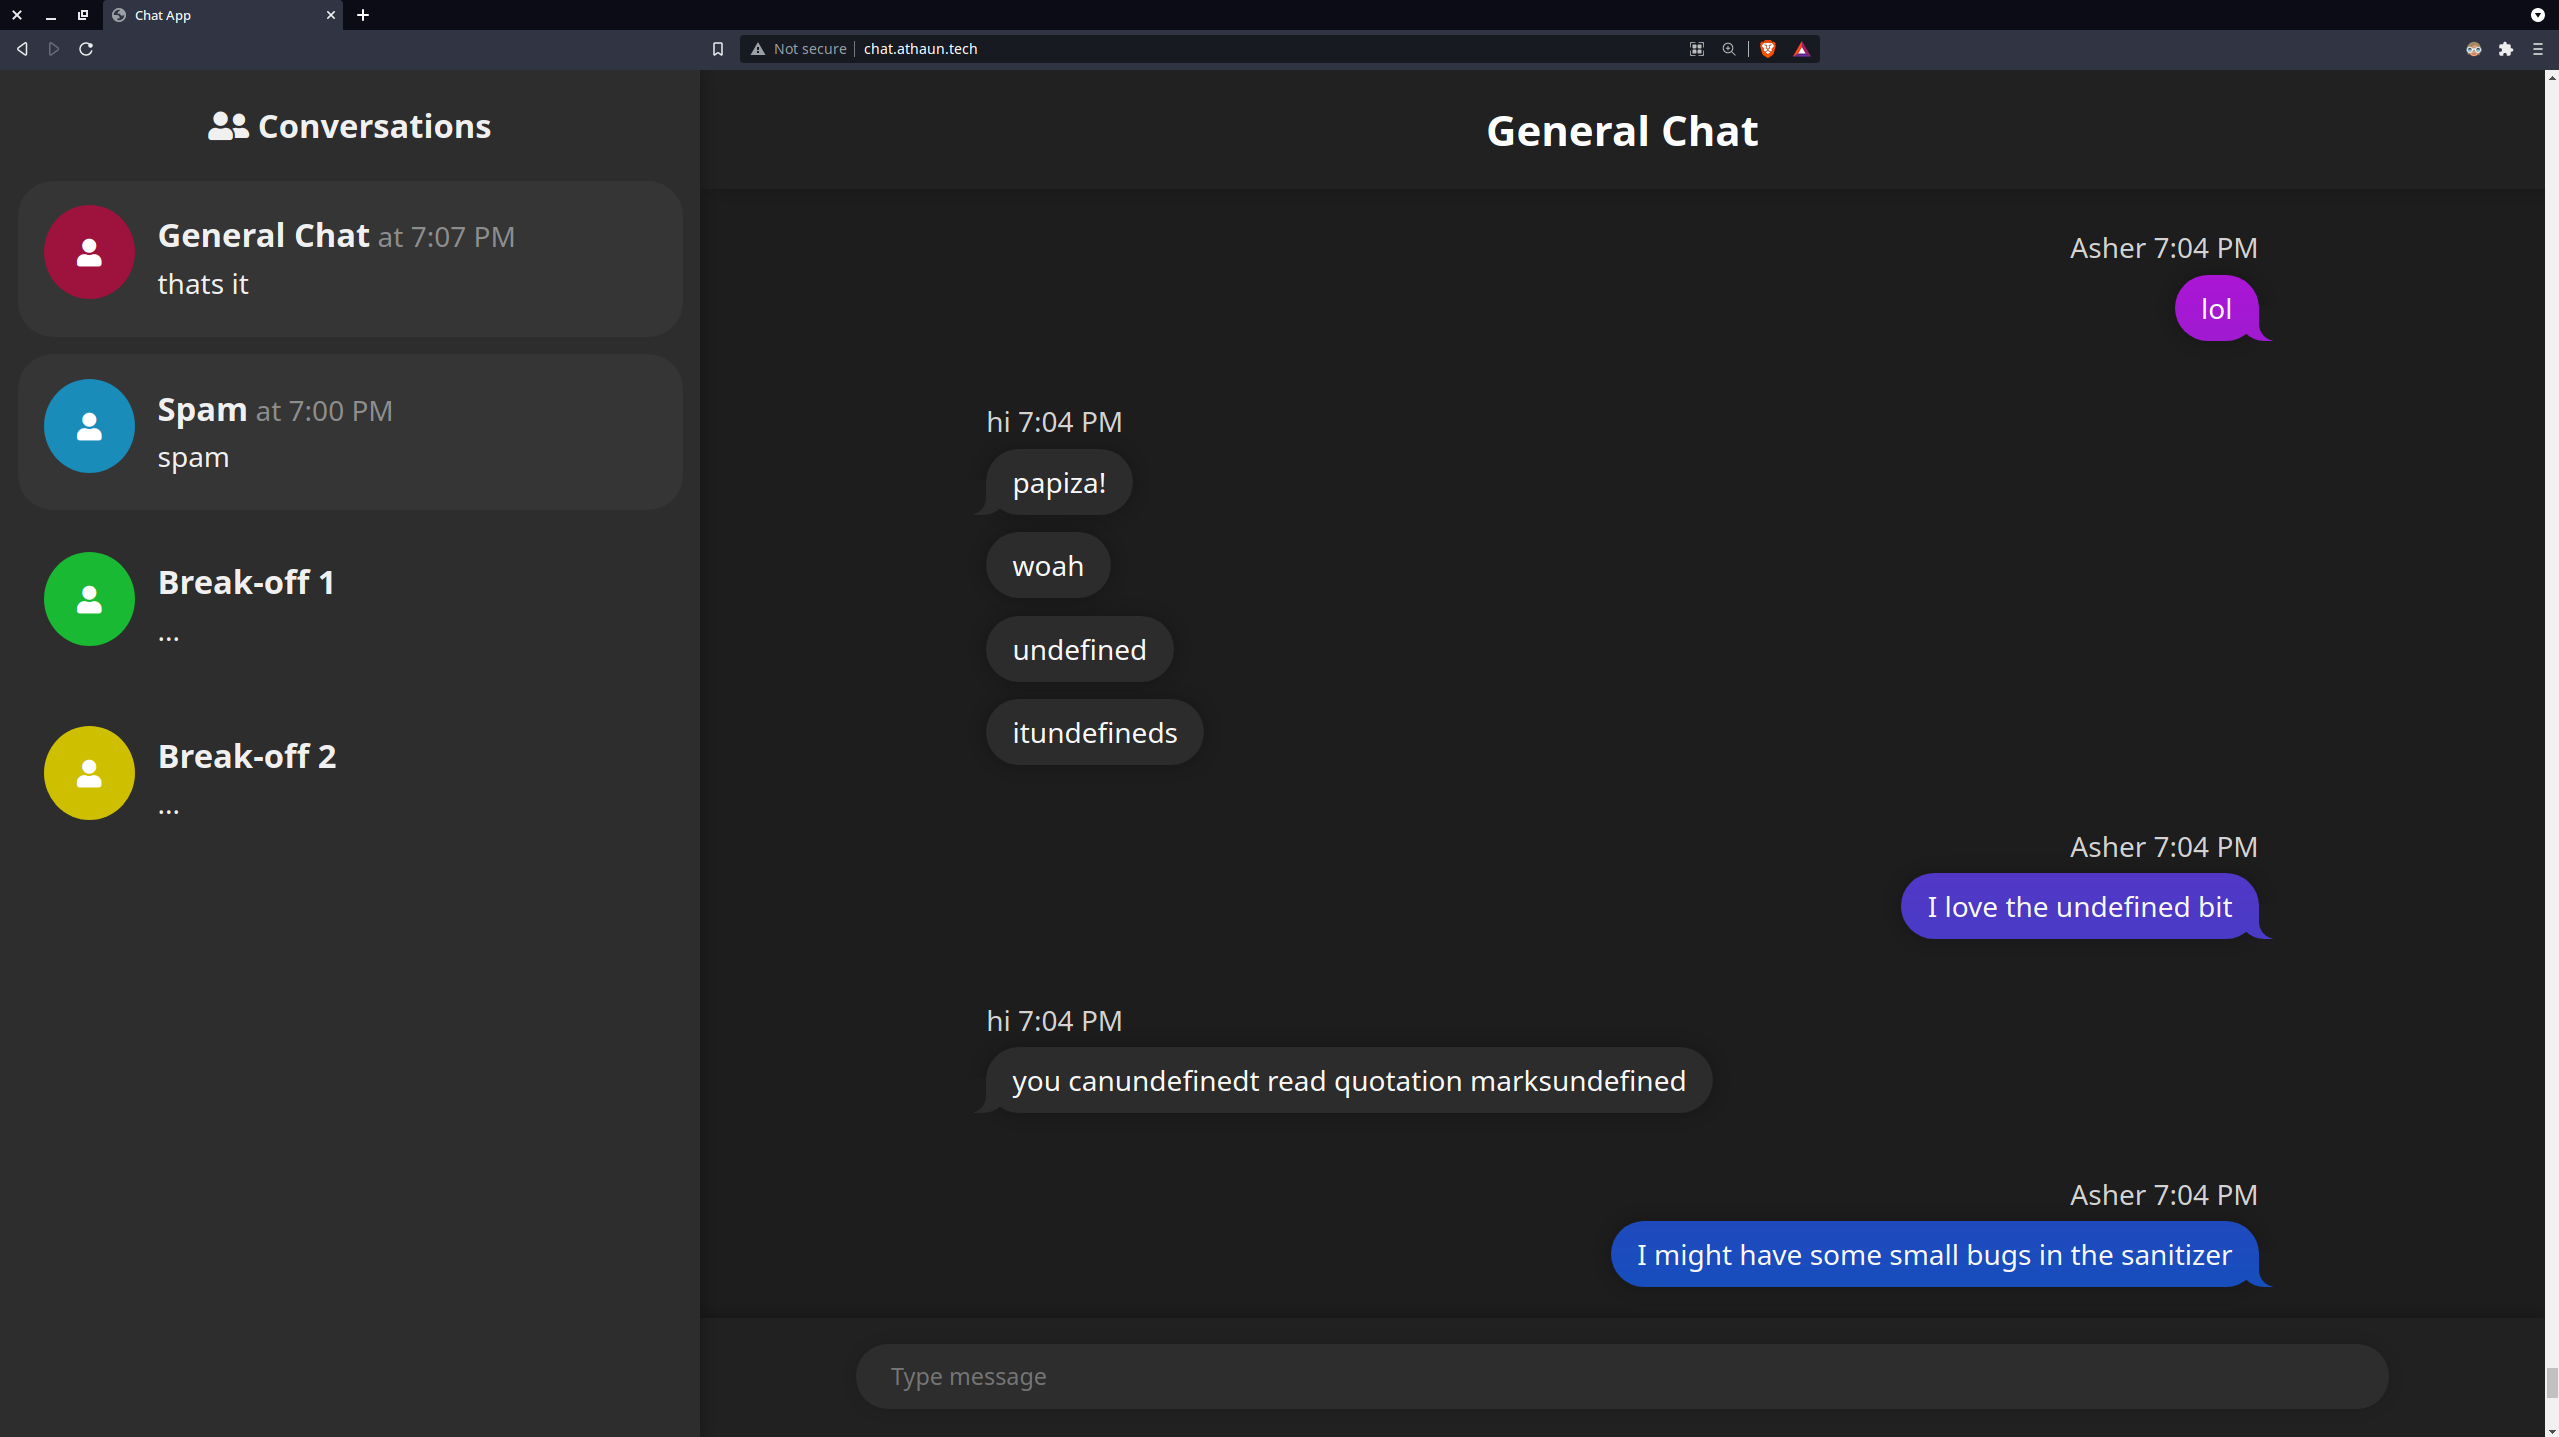 Chat App
Not secure
chat.athaun.tech
Conversations
General Chat at 7:07 PM
thats it
Spam at 7:00 PM
spam
Break-off 1
...
Break-off 2
...
General Chat
Asher 7:04 PM
lol
hi 7:04 PM
papiza!
woah
undefined
itundefineds
Asher 7:04 PM
I love the undefined bit
hi 7:04 PM
you canundefinedt read quotation marksundefined
Asher 7:04 PM
I might have some small bugs in the sanitizer
Type message